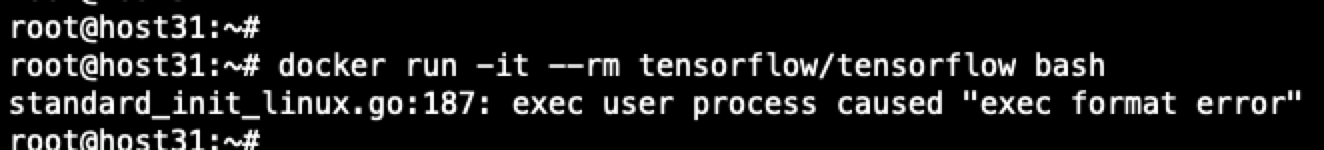 root@host31:~#
root@host31:~# docker run -it --rm tensorflow/tensorflow bash
standard_init_linux.go:187: exec user process caused "exec format error"
root@host31:~#